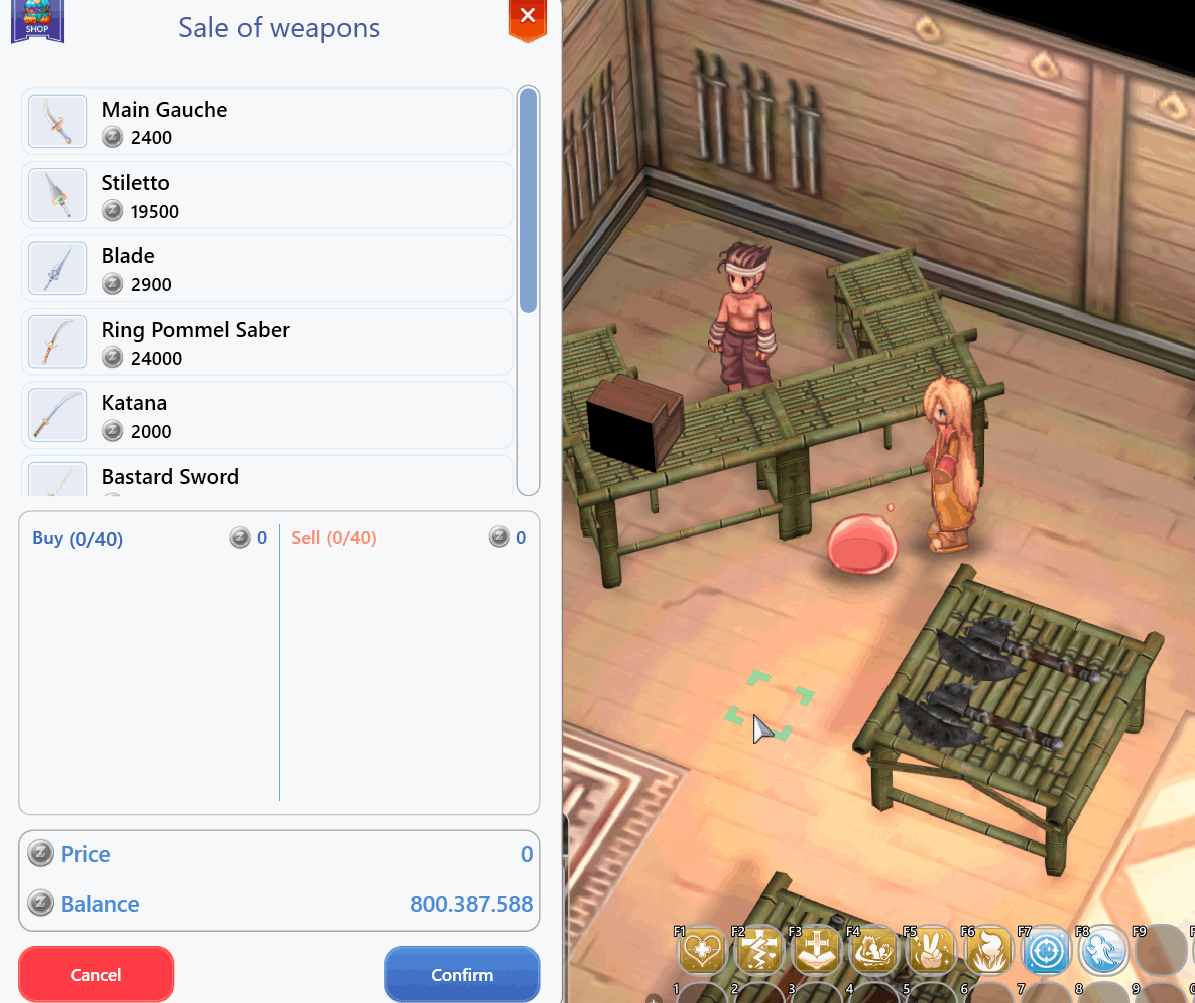 SHOP
Sale of weapons
Main Gauche
2400
Stiletto
19500
Blade
2900
Ring Pommel Saber
24000
Katana
2000
Bastard Sword
Buy (0/40) 0 Sell (0/40) 0
Price 0
Balance 800.387.588
Cancel Confirm
F1 F2 F3 F4 F5 F6 F7 F8 F9
1 2 3 4 5 6 7 8 9